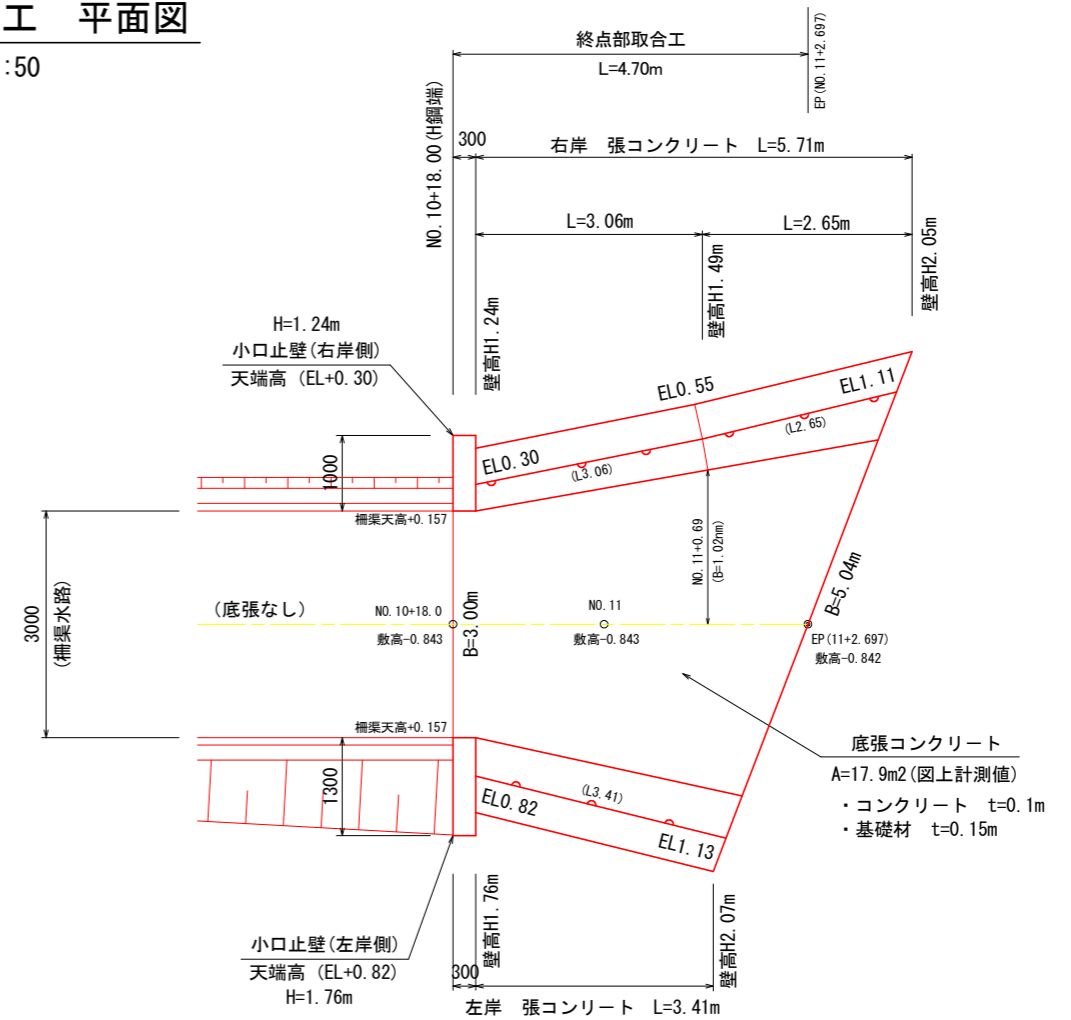 工 平面図
:50
終点部取合工
L=4.70m
EP(NO.11+2.697)
NO.10+18.00(H鋼端)
300
右岸 張コンクリート L=5.71m
L=3.06m
L=2.65m
壁高H1.24m
壁高H1.49m
壁高H2.05m
H=1.24m
小口止壁(右岸側)
天端高 (EL+0.30)
EL0.55
EL1.11
(L2.65)
EL0.30
(L3.06)
1000
柵渠天高+0.157
NO.11+0.69
(B=1.02nm)
3000
(柵渠水路)
(底張なし)
NO.10+18.0
敷高-0.843
B=3.00m
NO.11
敷高-0.843
B=5.04m
EP(11+2.697)
敷高-0.842
柵渠天高+0.157
底張コンクリート
A=17.9m2(図上計測値)
・コンクリート t=0.1m
・基礎材 t=0.15m
1300
EL0.82
(L3.41)
EL1.13
壁高H1.76m
壁高H2.07m
小口止壁(左岸側)
天端高 (EL+0.82)
H=1.76m
300
左岸 張コンリート L=3.41m